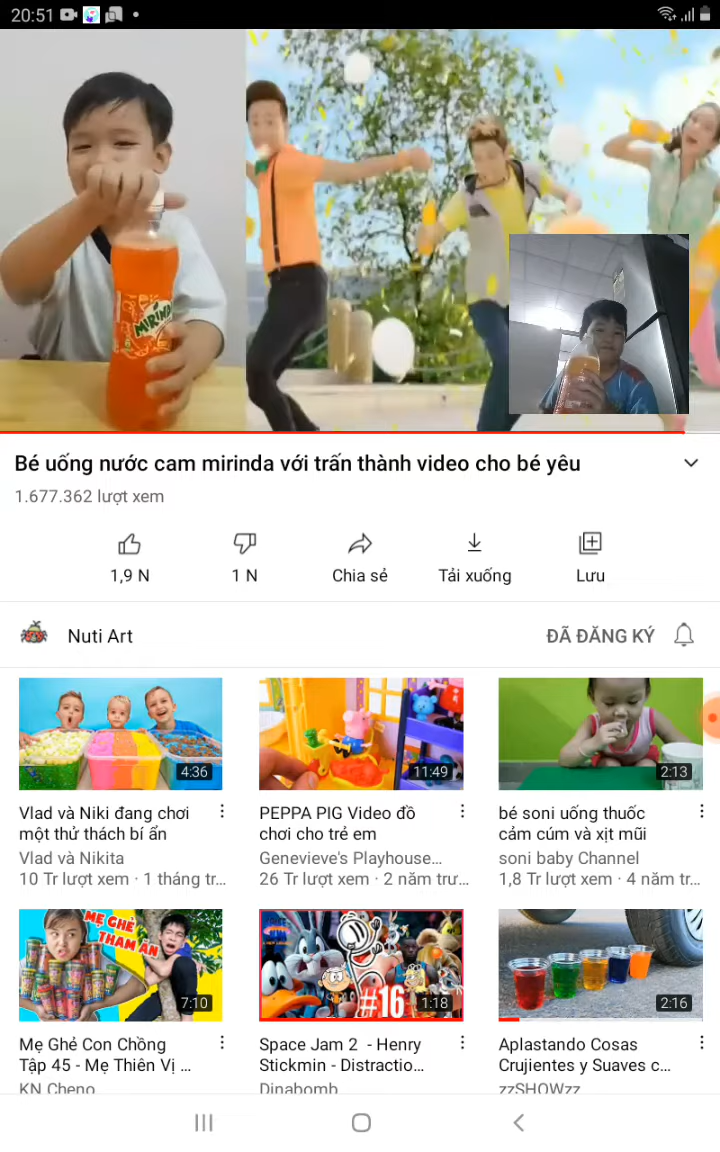 20:51
MIRINDA
Bé uống nước cam mirinda với trấn thành video cho bé yêu
1.677.362 lượt xem
1,9 N
1 N
Chia sẻ
Tải xuống
Lưu
Nuti Art
ĐÃ ĐĂNG KÝ
4:36
11:49
2:13
Vlad và Niki đang chơi
một thử thách bí ẩn
Vlad và Nikita
10 Tr lượt xem · 1 tháng tr...
PEPPA PIG Video đồ
chơi cho trẻ em
Genevieve's Playhouse...
26 Tr lượt xem · 2 năm trư...
bé soni uống thuốc
cảm cúm và xịt mũi
soni baby Channel
1,8 Tr lượt xem · 4 năm tr...
MẸ GHẺ
THAM ĂN
7:10
#16
1:18
2:16
Mẹ Ghẻ Con Chồng
Tập 45 - Mẹ Thiên Vị ...
KN Cheno
Space Jam 2 - Henry
Stickmin - Distractio...
Dinabomb
Aplastando Cosas
Crujientes y Suaves c...
zzSHOWzz